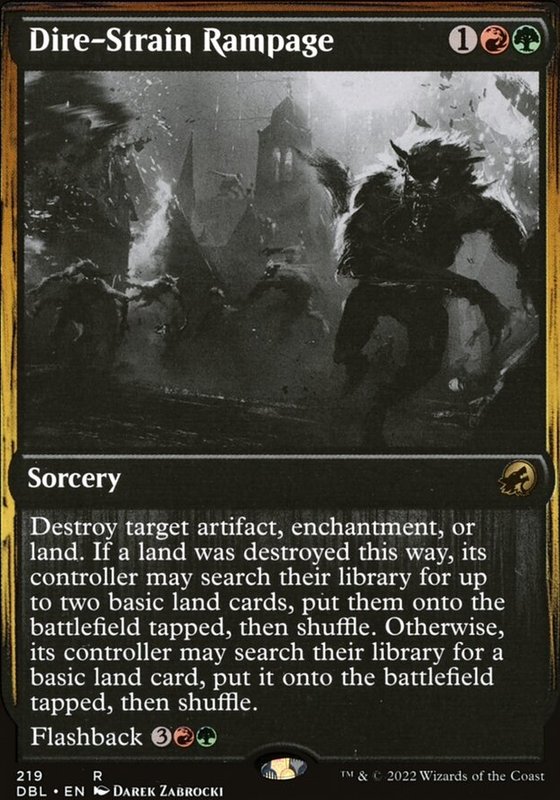 Dire-Strain Rampage 1
Sorcery
Destroy target artifact, enchantment, or
land. If a land was destroyed this way, its
controller may search their library for up
to two basic land cards, put them onto the
battlefield tapped, then shuffle. Otherwise,
its controller may search their library for a
basic land card, put it onto the battlefield
tapped, then shuffle.
Flashback 3
219 R
DBL • EN Darek Zabrocki
™ & © 2022 Wizards of the Coast